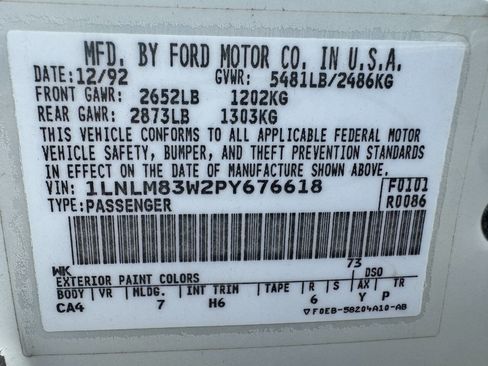 MFD. BY FORD MOTOR CO. IN U.S.A.
DATE: 12/92 GVWR: 5481LB/2486KG
FRONT GAWR: 2652LB 1202KG
REAR GAWR: 2873LB 1303KG
THIS VEHICLE CONFORMS TO ALL APPLICABLE FEDERAL MOTOR
VEHICLE SAFETY, BUMPER, AND THEFT PREVENTION STANDARDS
IN EFFECT ON THE DATE OF MANUFACTURE SHOWN ABOVE.
VIN: 1LNLM83W2PY676618 F0101
TYPE: PASSENGER R0086
WK 73 DSO
EXTERIOR PAINT COLORS
BODY VR MLDG. INT TRIM TAPE R S AX TR
CA4 7 H6 6 Y P
▽F0EB-58204A10-AB